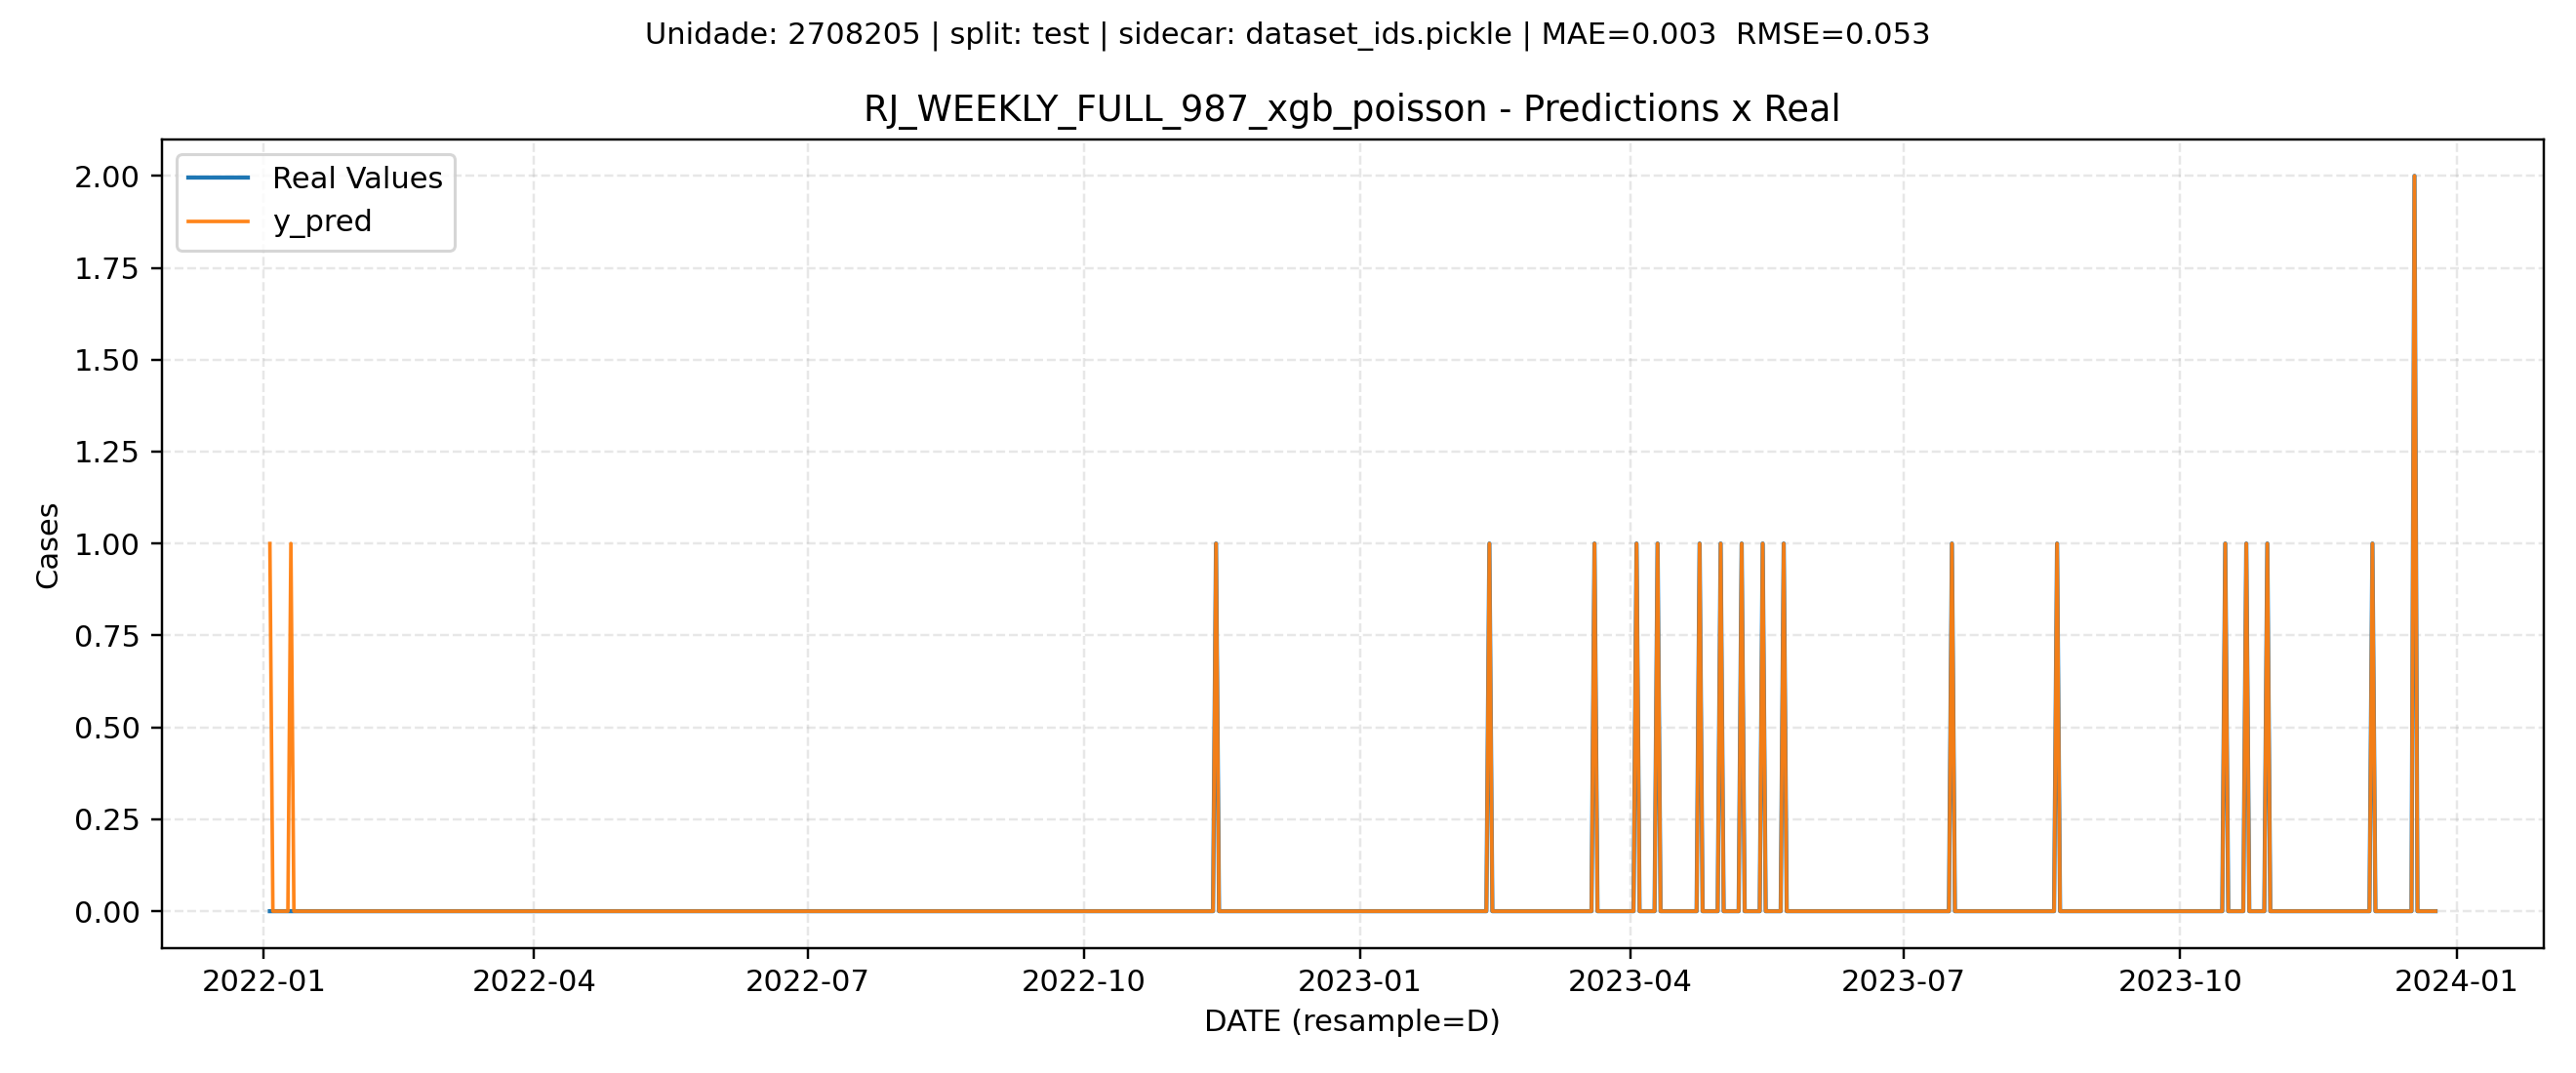 Unidade: 2708205 | split: test | sidecar: dataset_ids.pickle | MAE=0.003  RMSE=0.053
RJ_WEEKLY_FULL_987_xgb_poisson - Predictions x Real
Real Values
y_pred
2.00
1.75
1.50
1.25
1.00
0.75
0.50
0.25
0.00
Cases
2022-01 2022-04 2022-07 2022-10 2023-01 2023-04 2023-07 2023-10 2024-01
DATE (resample=D)